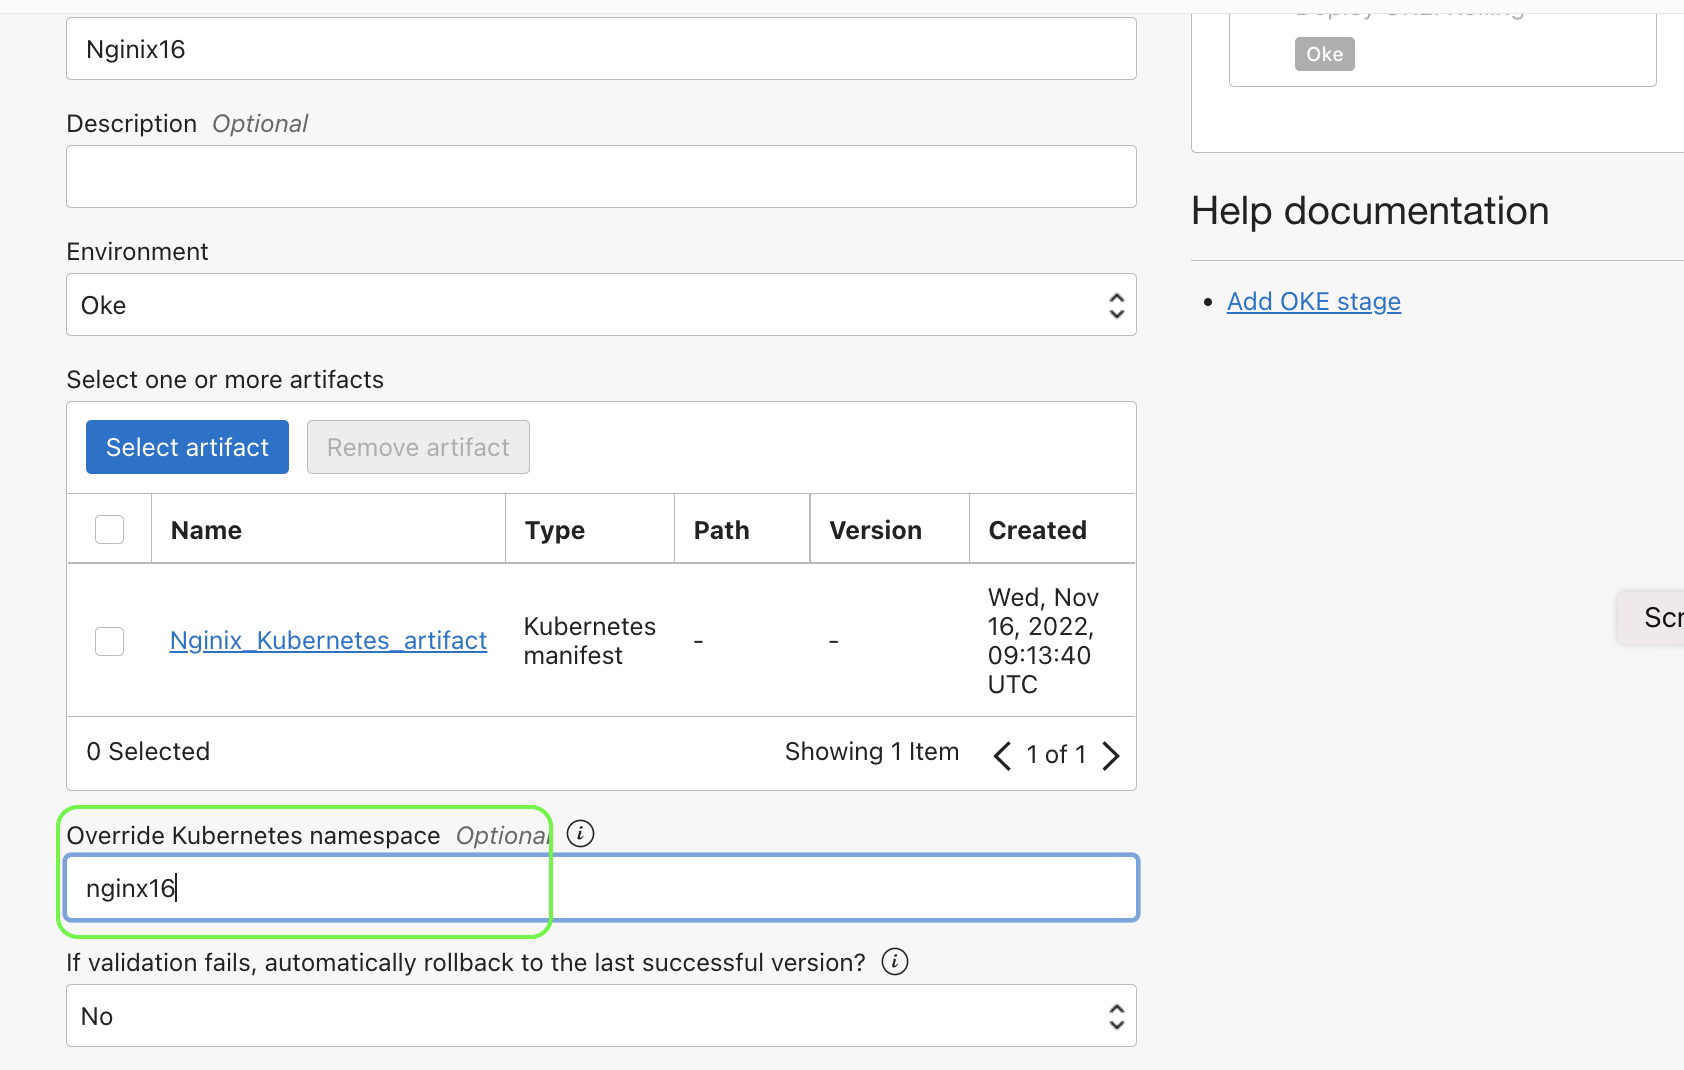 Nginix16
Oke
Description Optional
Environment
Oke
Help documentation
Add OKE stage
Select one or more artifacts
Select artifact
Remove artifact
Name
Type
Path
Version
Created
Nginix_Kubernetes_artifact
Kubernetes
manifest
-
-
Wed, Nov
16, 2022,
09:13:40
UTC
0 Selected
Showing 1 Item
1 of 1
Override Kubernetes namespace Optional
nginx16
If validation fails, automatically rollback to the last successful version?
No